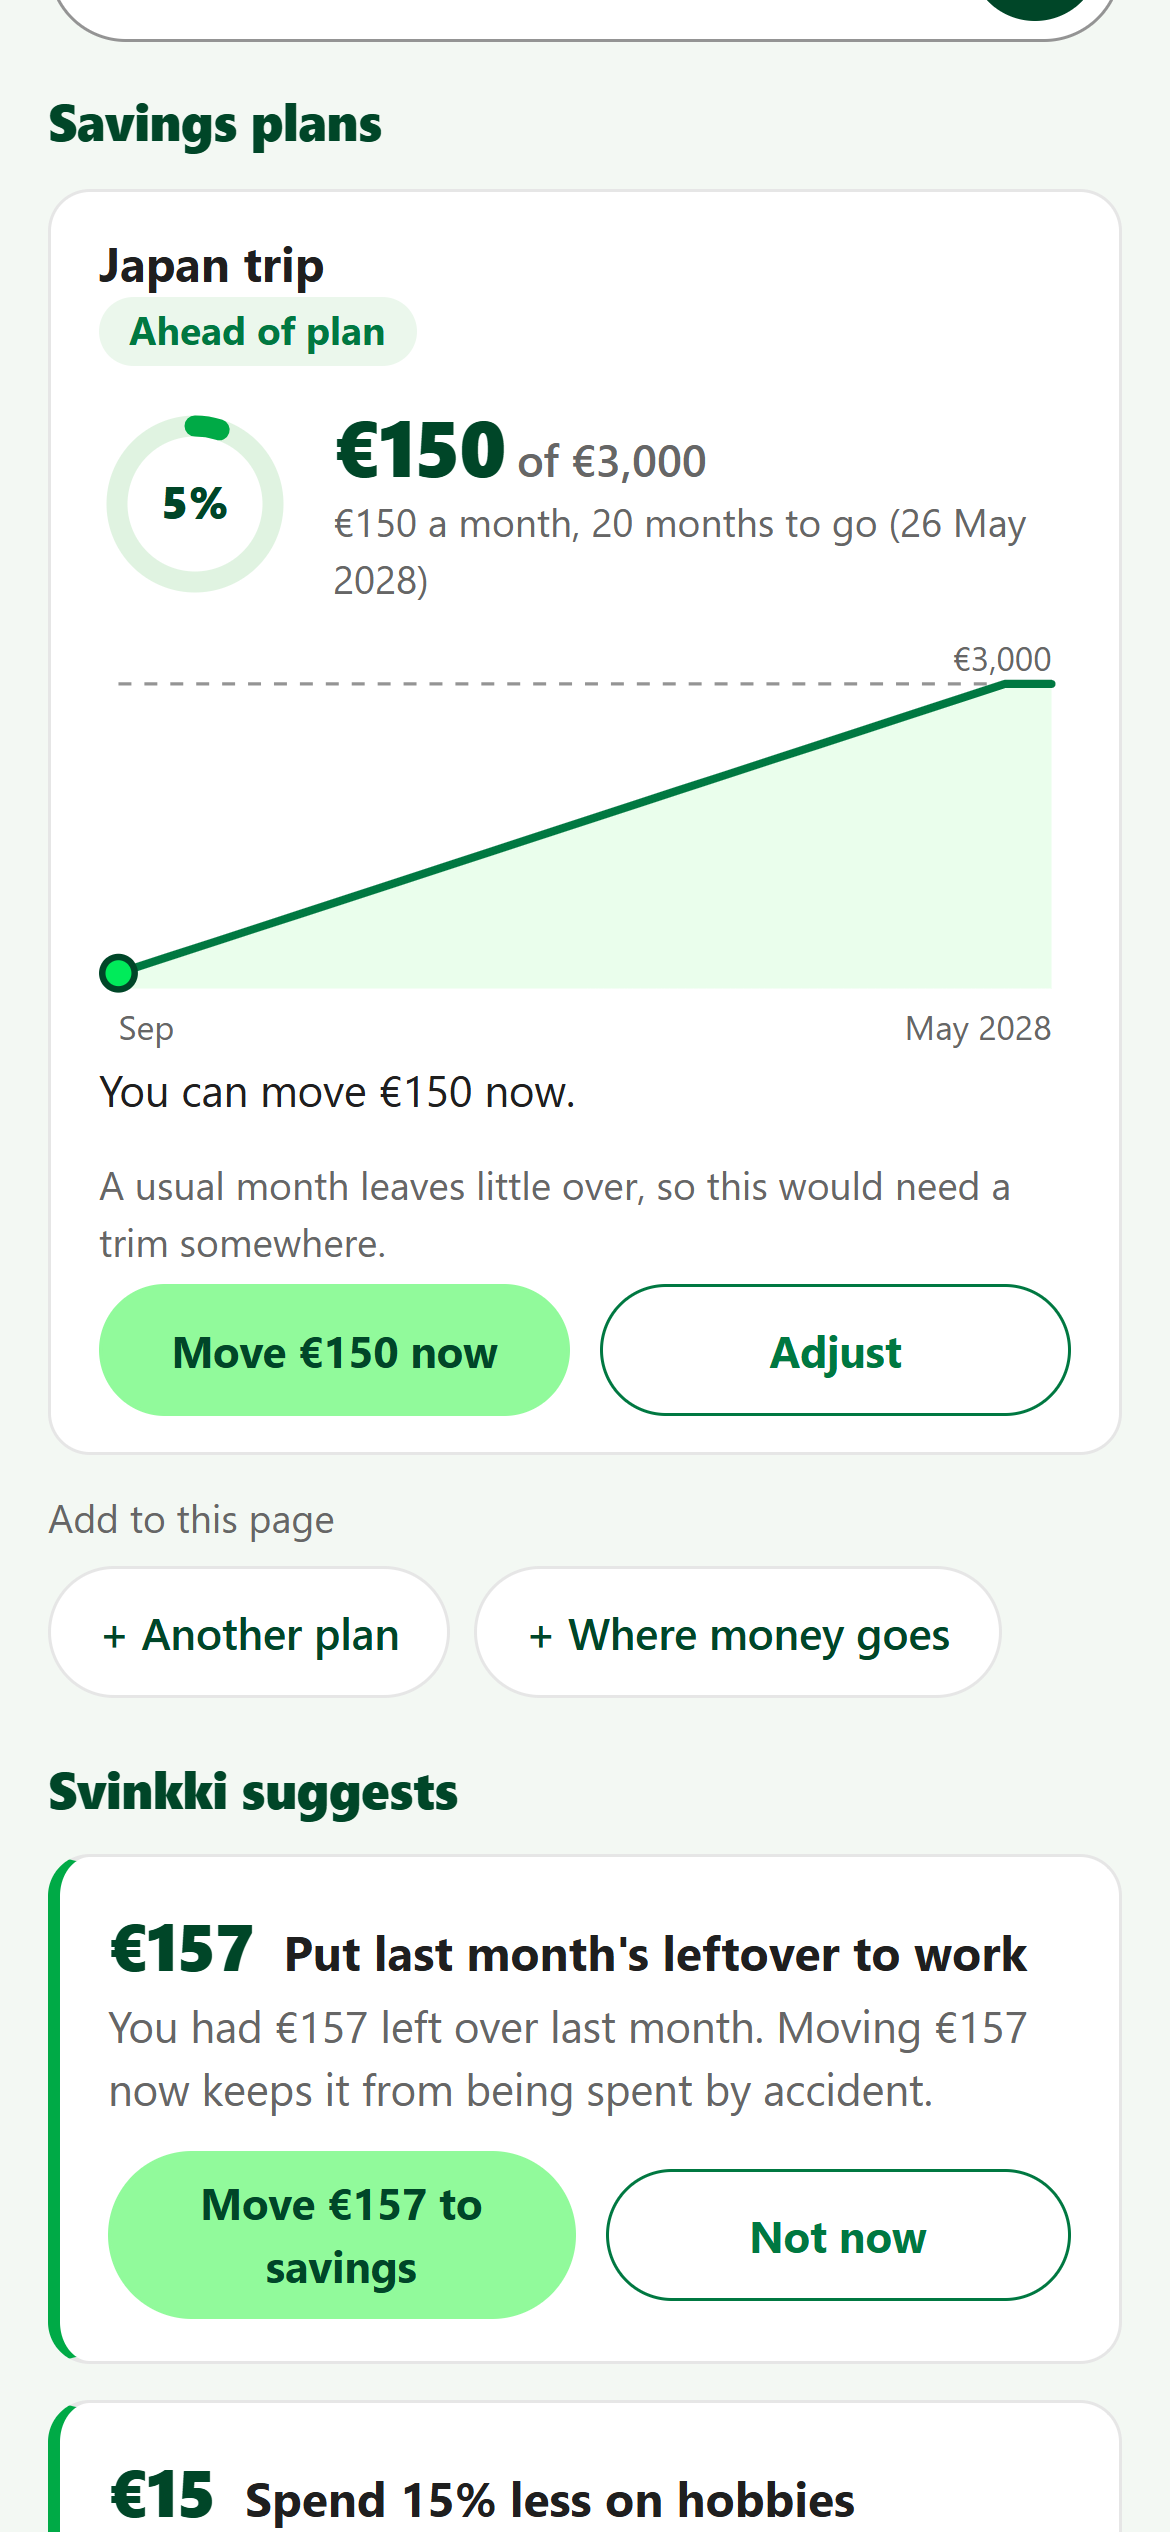 Savings plans
Japan trip
Ahead of plan
5%
€150 of €3,000
€150 a month, 20 months to go (26 May
2028)
€3,000
Sep
May 2028
You can move €150 now.
A usual month leaves little over, so this would need a
trim somewhere.
Move €150 now
Adjust
Add to this page
+ Another plan
+ Where money goes
Svinkki suggests
€157 Put last month's leftover to work
You had €157 left over last month. Moving €157
now keeps it from being spent by accident.
Move €157 to
savings
Not now
€15 Spend 15% less on hobbies